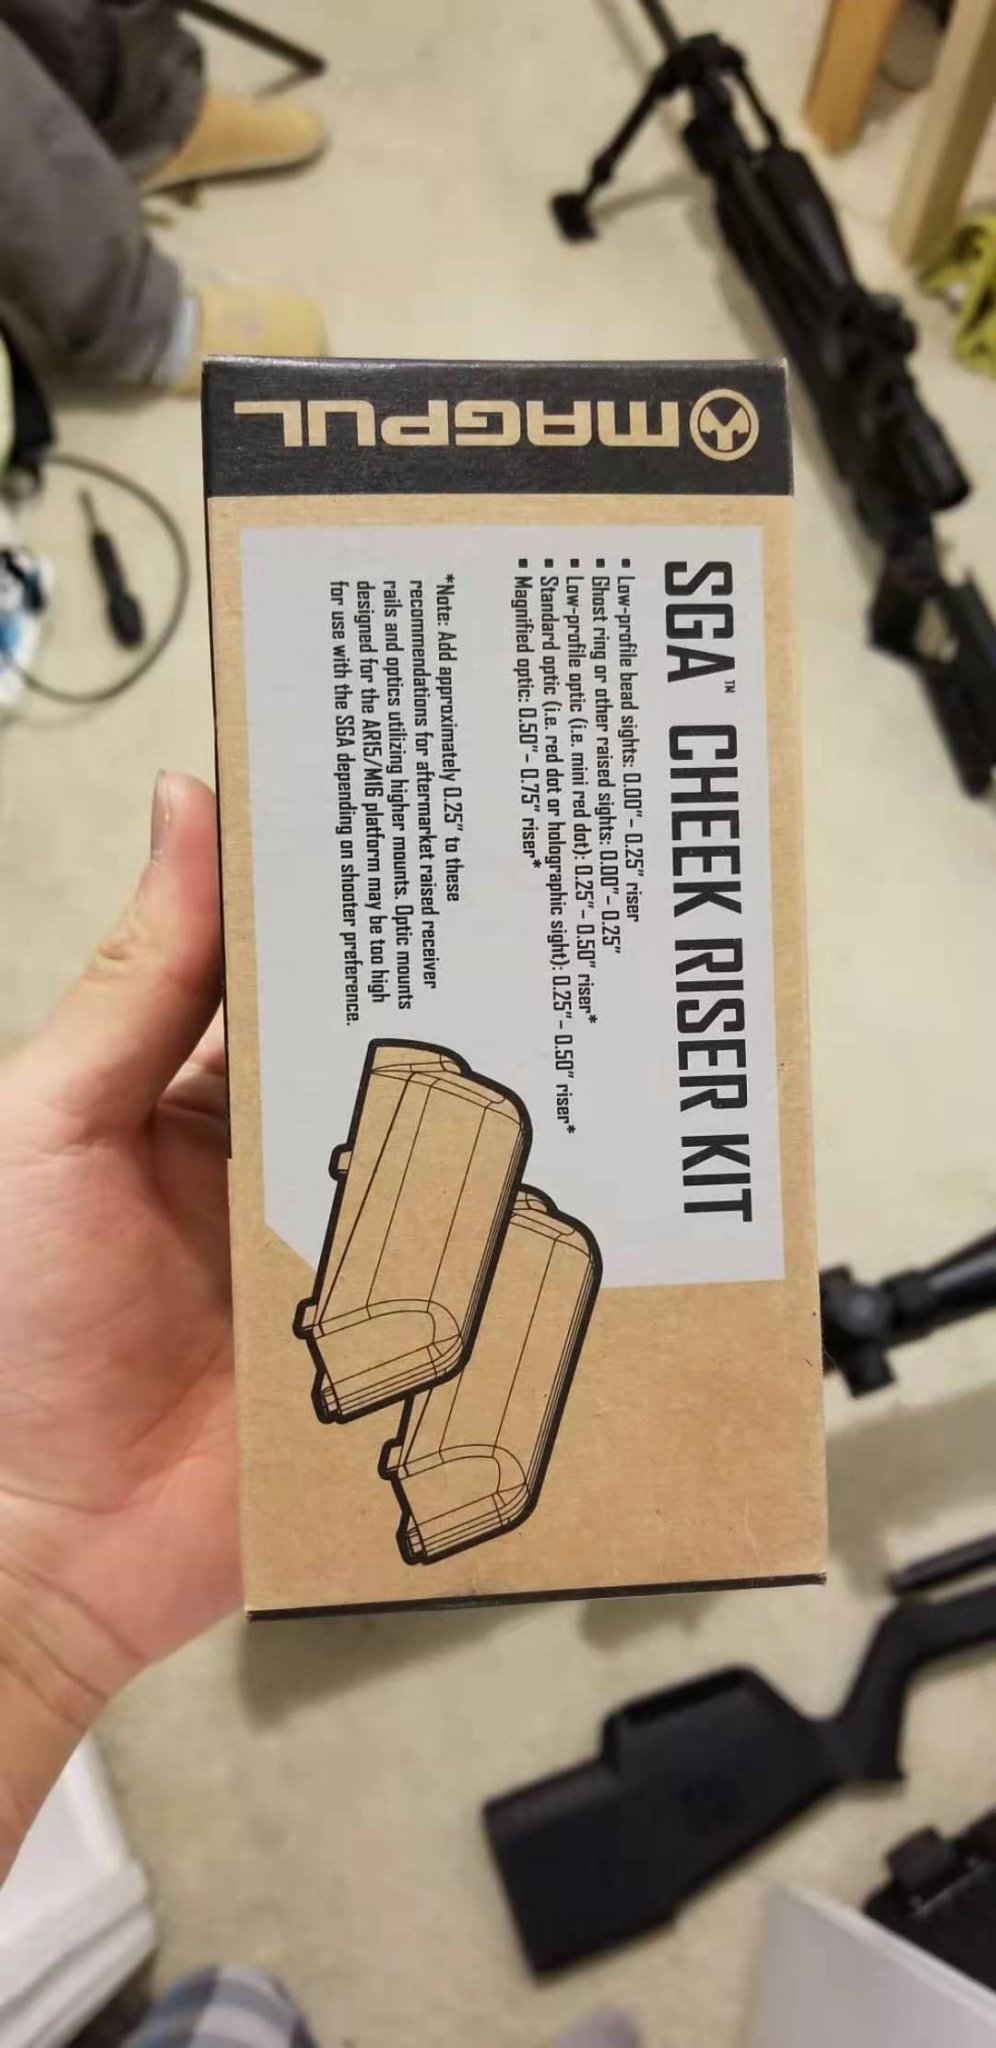 MAGPUL
SGA™ CHEEK RISER KIT
▪ Low-profile bead sights: 0.00" – 0.25" riser
▪ Ghost ring or other raised sights: 0.00" – 0.25"
▪ Low-profile optic (i.e. mini red dot): 0.25" – 0.50" riser*
▪ Standard optic (i.e. red dot or holographic sight): 0.25" – 0.50" riser*
▪ Magnified optic: 0.50" – 0.75" riser*
*Note: Add approximately 0.25" to these
recommendations for aftermarket raised receiver
rails and optics utilizing higher mounts. Optic mounts
designed for the AR15/M16 platform may be too high
for use with the SGA depending on shooter preference.